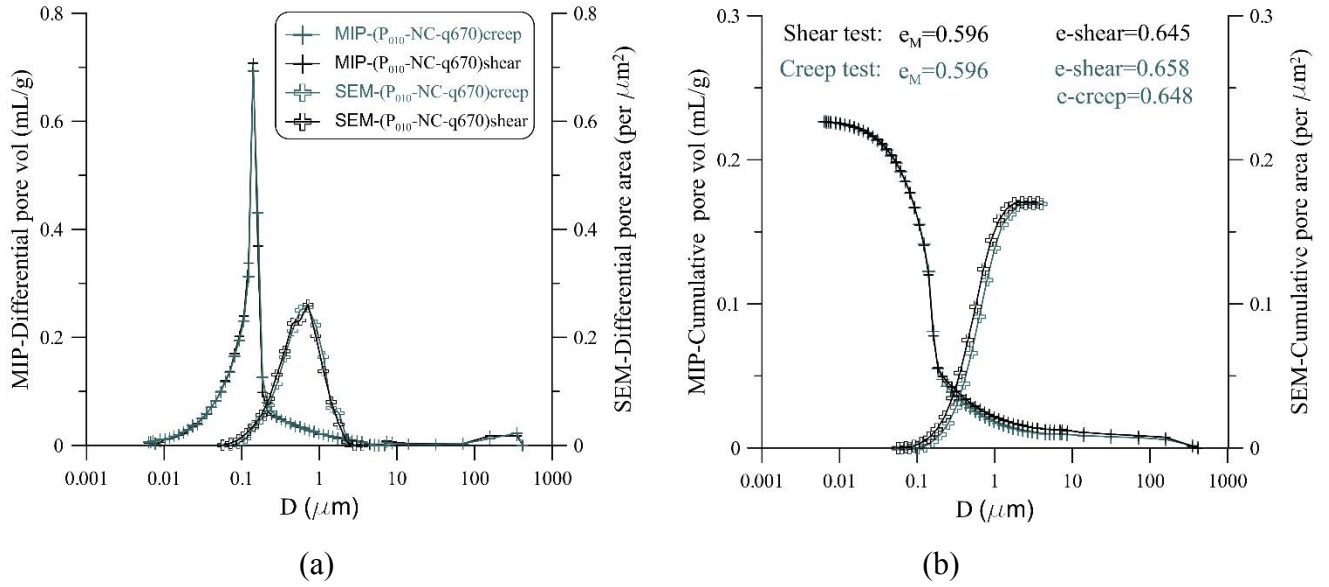 MIP-Differential pore vol (mL/g)
0.8
0.6
0.4
0.2
0
MIP-(P₀₁₀-NC-q670)creep
MIP-(P₀₁₀-NC-q670)shear
SEM-(P₀₁₀-NC-q670)creep
SEM-(P₀₁₀-NC-q670)shear
0.8
0.6
0.4
0.2
0
SEM-Differential pore area (per μm²)
0.001 0.01 0.1 1 10 100 1000
D (μm)
(a)
MIP-Cumulative pore vol (mL/g)
0.3
0.2
0.1
0
Shear test: e_M=0.596 e-shear=0.645
Creep test: e_M=0.596 e-shear=0.658
e-creep=0.648
0.3
0.2
0.1
0
SEM-Cumulative pore area (per μm²)
0.001 0.01 0.1 1 10 100 1000
D (μm)
(b)